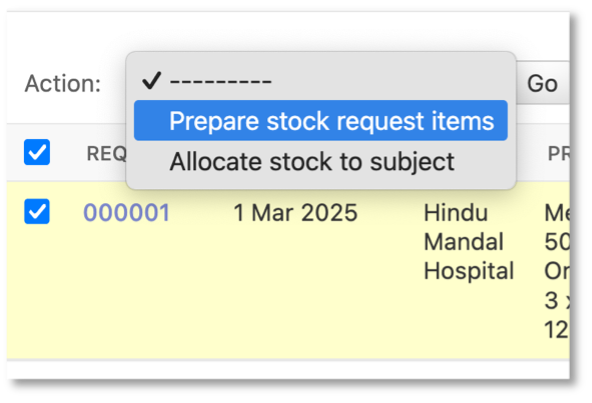 Action:
✓ ---------
Go
Prepare stock request items
Allocate stock to subject
REQ
PR
000001
1 Mar 2025
Hindu
Mandal
Hospital
Me
50
Or
3 x
12